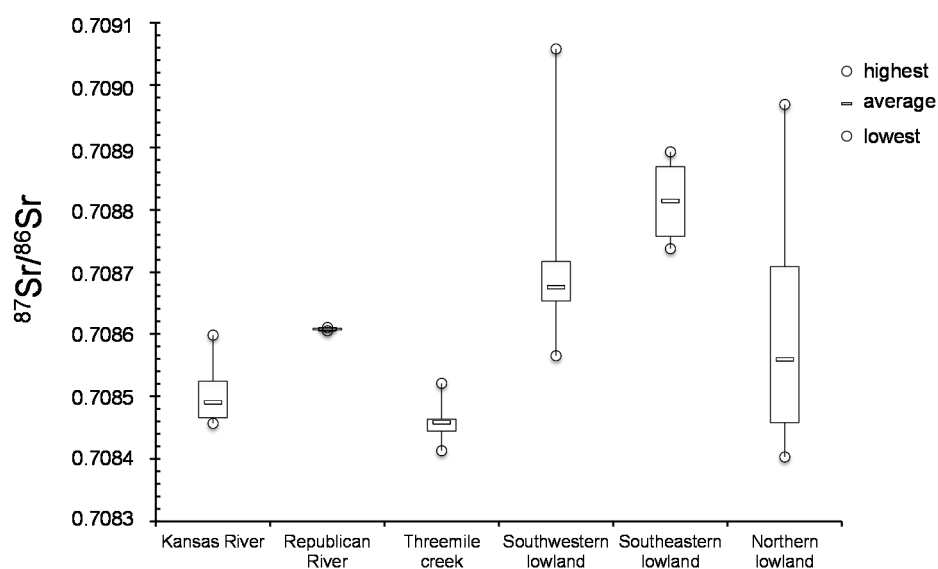 0.7091
0.7090
0.7089
0.7088
0.7087
0.7086
0.7085
0.7084
0.7083
87Sr/86Sr
highest
average
lowest
Kansas River
Republican
River
Threemile
creek
Southwestern
lowland
Southeastern
lowland
Northern
lowland